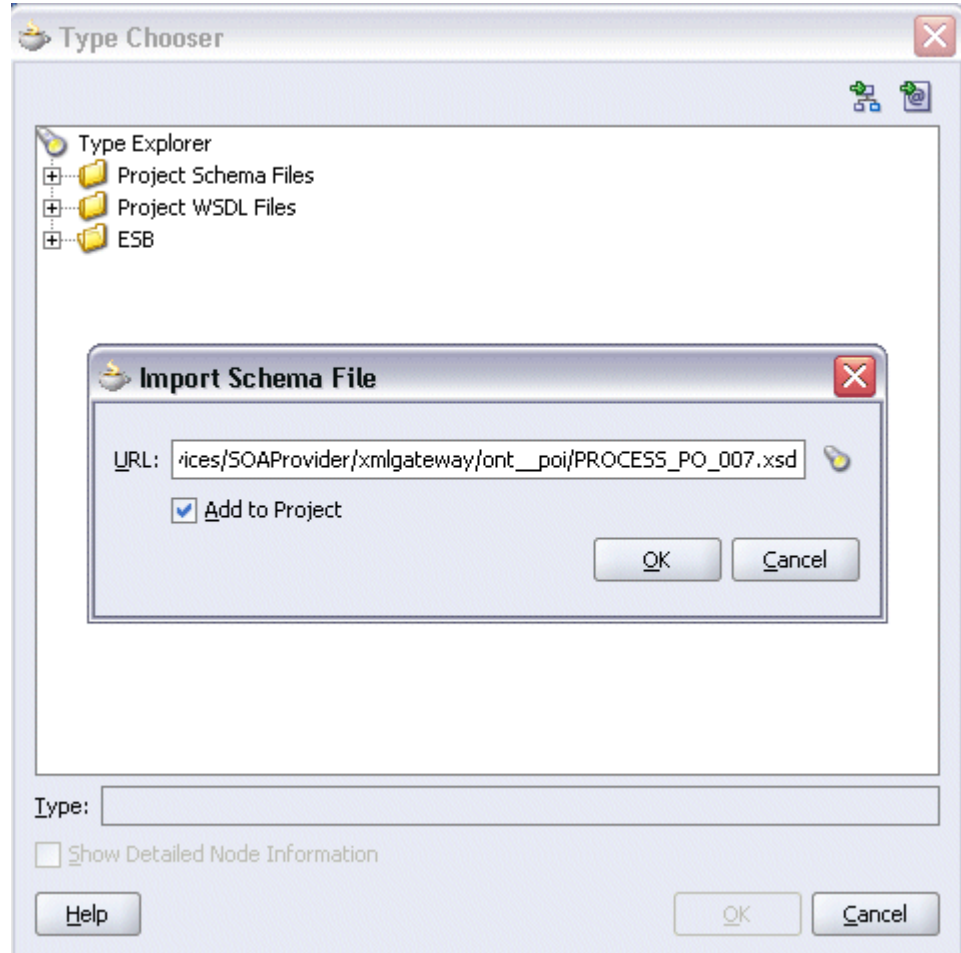 Type Chooser
Type Explorer
Project Schema Files
Project WSDL Files
ESB
Import Schema File
URL: vices/SOAProvider/xmlgateway/ont__poi/PROCESS_PO_007.xsd
Add to Project
OK Cancel
Type:
Show Detailed Node Information
Help OK Cancel